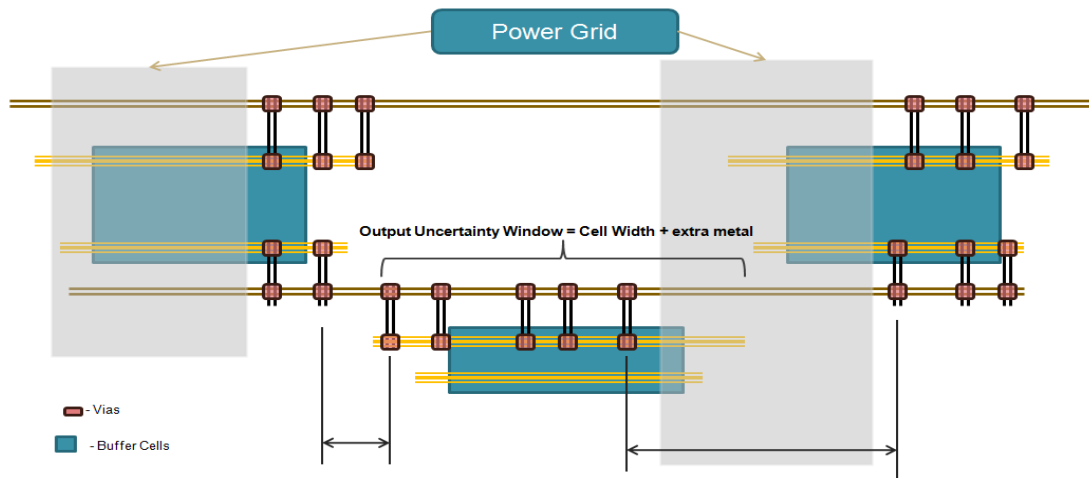 Power Grid
Output Uncertainty Window = Cell Width + extra metal
- Vias
- Buffer Cells